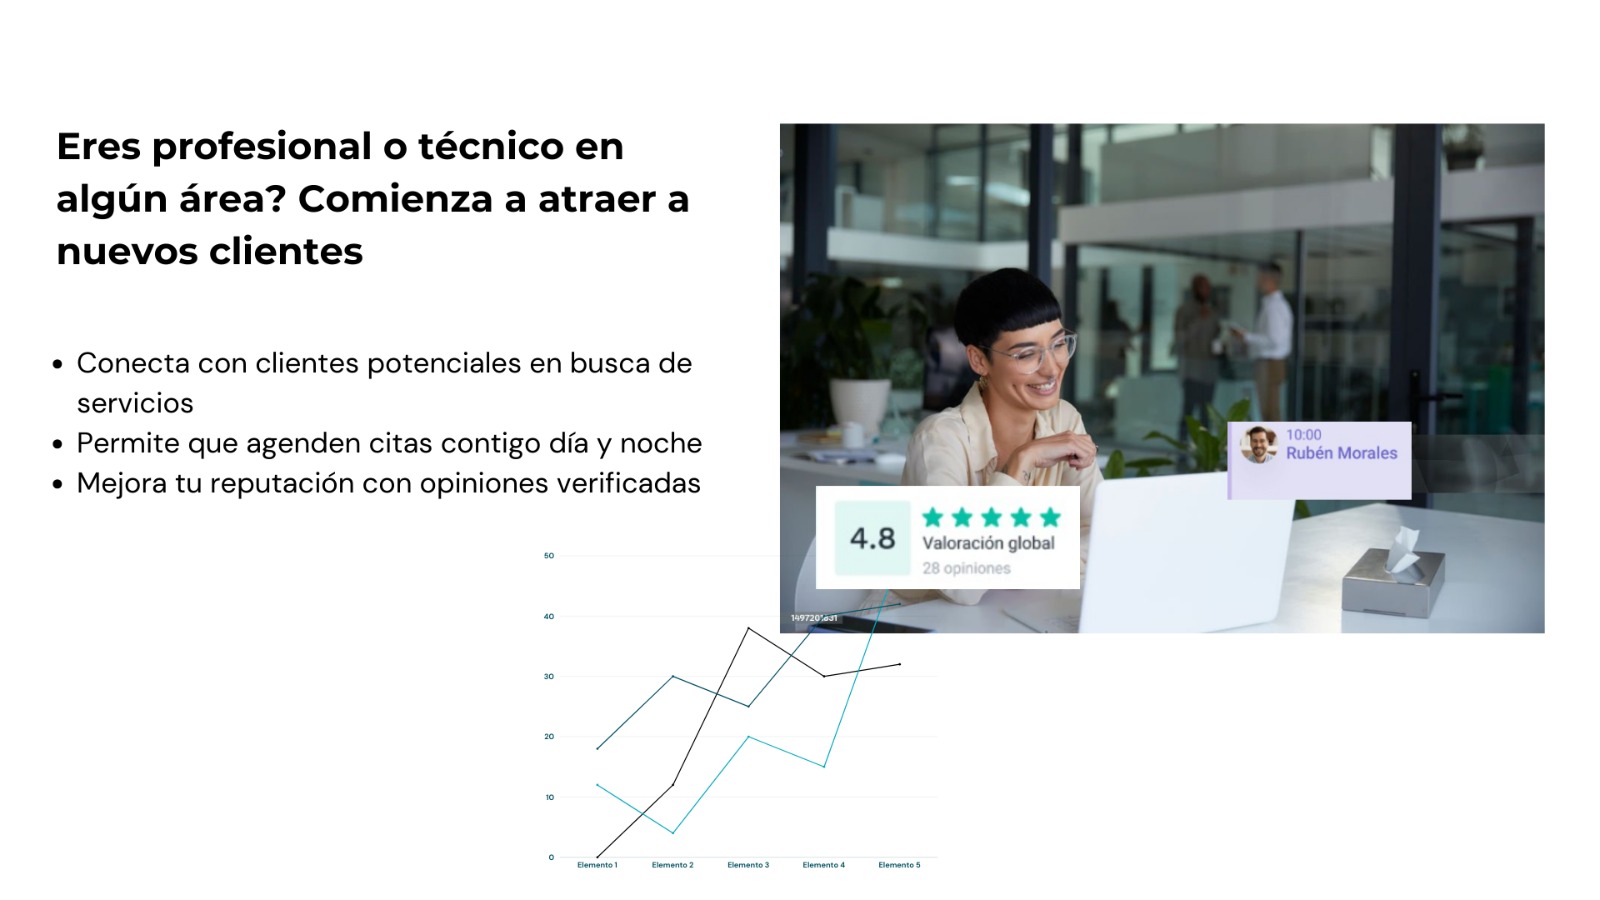 Eres profesional o técnico en
algún área? Comienza a atraer a
nuevos clientes
Conecta con clientes potenciales en busca de
servicios
Permite que agenden citas contigo día y noche
Mejora tu reputación con opiniones verificadas
10:00
Rubén Morales
4.8
Valoración global
28 opiniones
50
40
30
20
10
0
Elemento 1
Elemento 2
Elemento 3
Elemento 4
Elemento 5